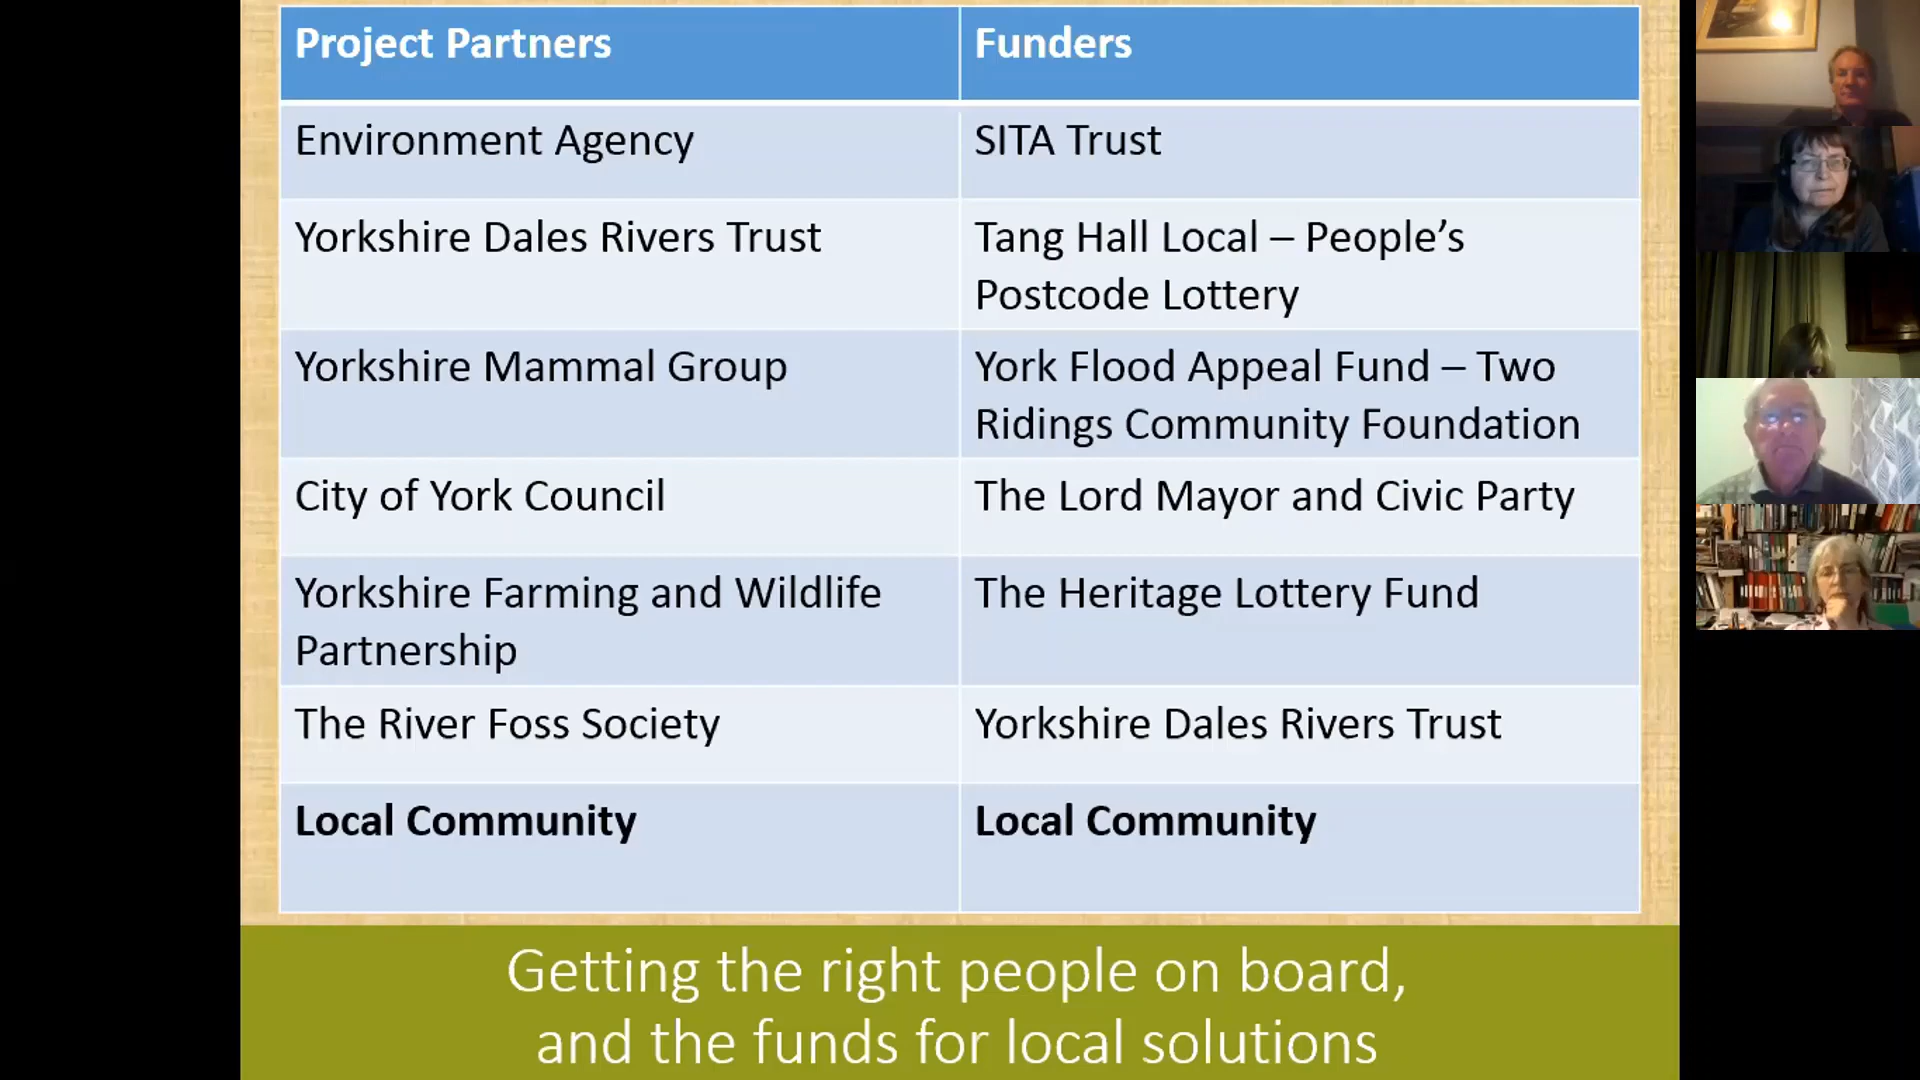 Project Partners
Funders
Environment Agency
SITA Trust
Yorkshire Dales Rivers Trust
Tang Hall Local – People’s
Postcode Lottery
Yorkshire Mammal Group
York Flood Appeal Fund – Two
Ridings Community Foundation
City of York Council
The Lord Mayor and Civic Party
Yorkshire Farming and Wildlife
Partnership
The Heritage Lottery Fund
The River Foss Society
Yorkshire Dales Rivers Trust
Local Community
Local Community
Getting the right people on board,
and the funds for local solutions